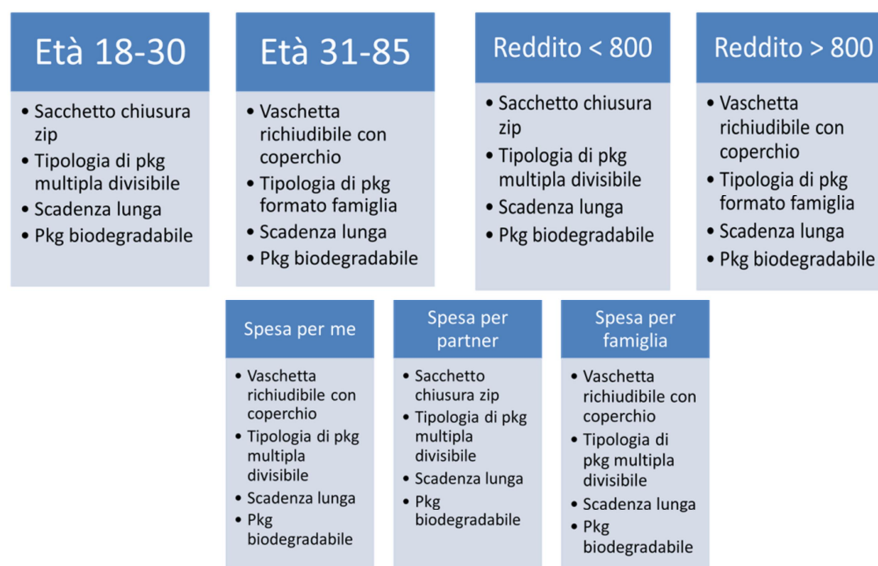 Età 18-30
• Sacchetto chiusura
zip
• Tipologia di pkg
multipla divisibile
• Scadenza lunga
• Pkg biodegradabile
Età 31-85
• Vaschetta
richiudibile con
coperchio
• Tipologia di pkg
formato famiglia
• Scadenza lunga
• Pkg biodegradabile
Reddito < 800
• Sacchetto chiusura
zip
• Tipologia di pkg
multipla divisibile
• Scadenza lunga
• Pkg biodegradabile
Reddito > 800
• Vaschetta
richiudibile con
coperchio
• Tipologia di pkg
formato famiglia
• Scadenza lunga
• Pkg biodegradabile
Spesa per me
• Vaschetta
richiudibile con
coperchio
• Tipologia di pkg
multipla
divisibile
• Scadenza lunga
• Pkg
biodegradabile
Spesa per
partner
• Sacchetto
chiusura zip
• Tipologia di pkg
multipla
divisibile
• Scadenza lunga
• Pkg
biodegradabile
Spesa per
famiglia
• Vaschetta
richiudibile con
coperchio
• Tipologia di
pkg multipla
divisibile
• Scadenza lunga
• Pkg
biodegradabile